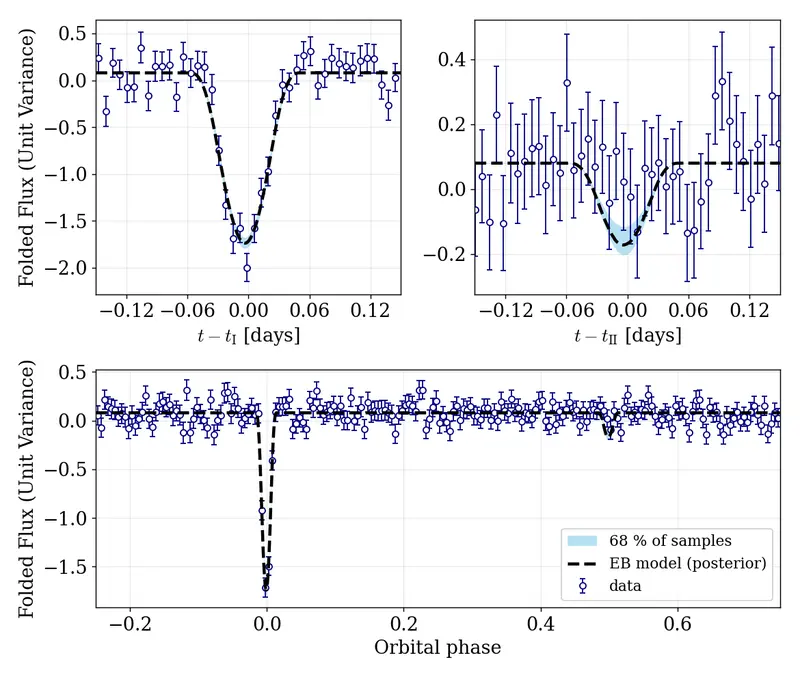 Folded Flux (Unit Variance)
0.5
0.0
−0.5
−1.0
−1.5
−2.0
−0.12 −0.06 0.00 0.06 0.12
t − tI [days]
0.4
0.2
0.0
−0.2
−0.12 −0.06 0.00 0.06 0.12
t − tII [days]
Folded Flux (Unit Variance)
0.5
0.0
−0.5
−1.0
−1.5
−0.2 0.0 0.2 0.4 0.6
Orbital phase
68 % of samples
EB model (posterior)
data